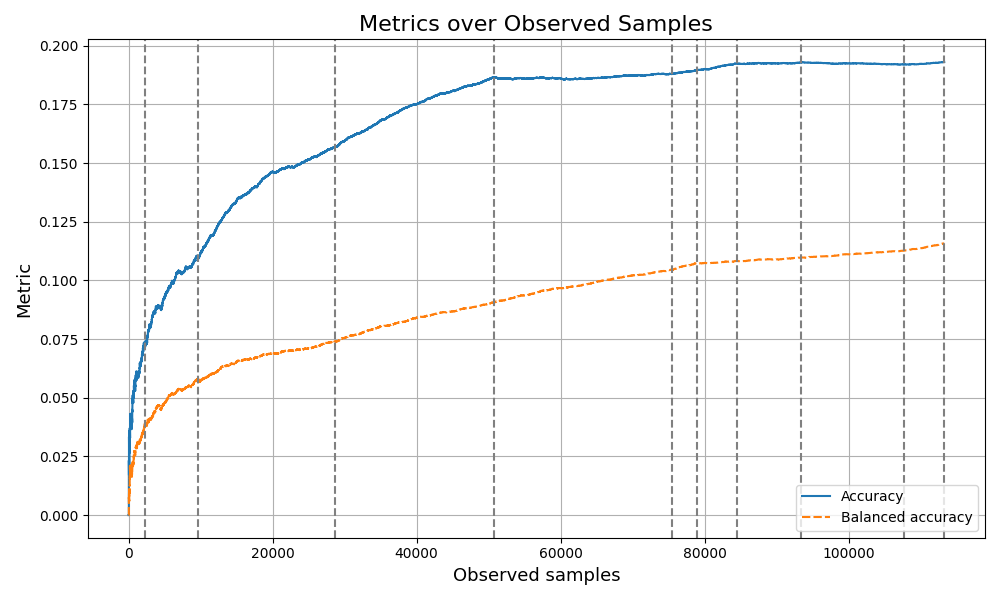 Metrics over Observed Samples
Metric
0.200
0.175
0.150
0.125
0.100
0.075
0.050
0.025
0.000
Accuracy
Balanced accuracy
0 20000 40000 60000 80000 100000
Observed samples